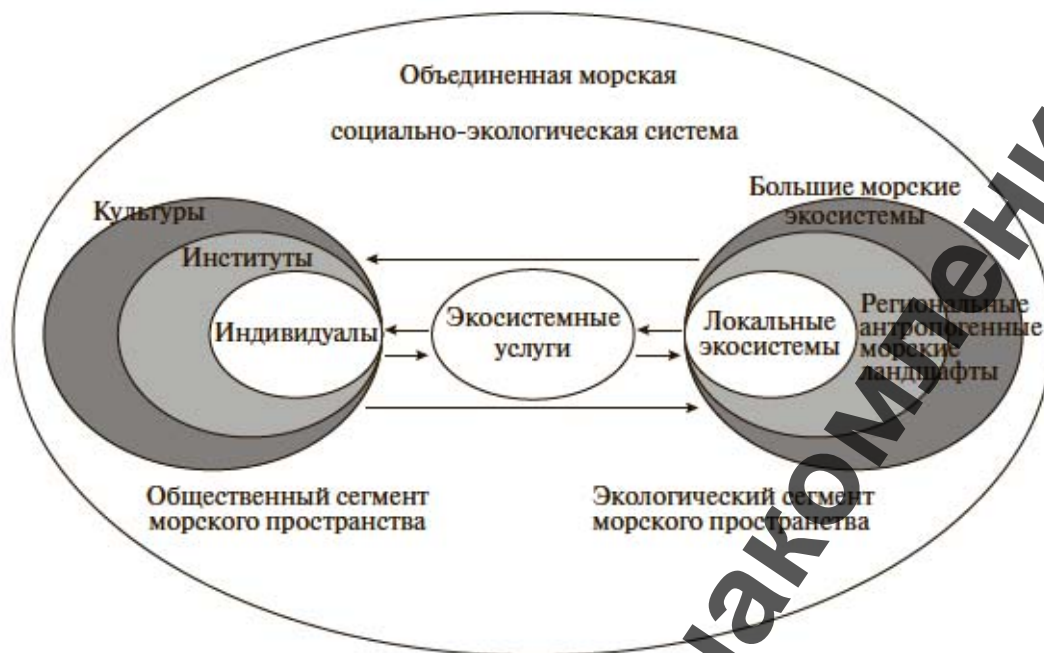 Объединенная морская
социально-экологическая система
Культуры
Институты
Индивидуалы
Экосистемные
услуги
Большие морские
экосистемы
Локальные
экосистемы
Региональные
антропогенные
морские
ландшафты
Общественный сегмент
морского пространства
Экологический сегмент
морского пространства